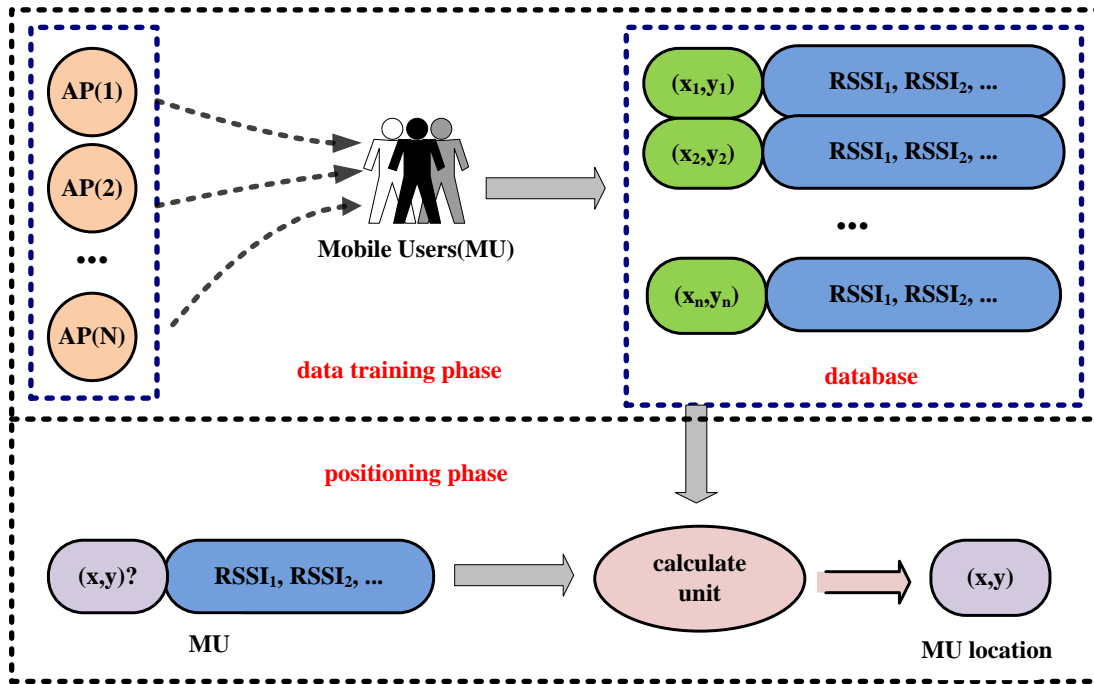 AP(1)
AP(2)
...
AP(N)
Mobile Users(MU)
data training phase
(x₁,y₁) RSSI₁, RSSI₂, ...
(x₂,y₂) RSSI₁, RSSI₂, ...
...
(xₙ,yₙ) RSSI₁, RSSI₂, ...
database
positioning phase
(x,y)? RSSI₁, RSSI₂, ...
MU
calculate
unit
(x,y)
MU location